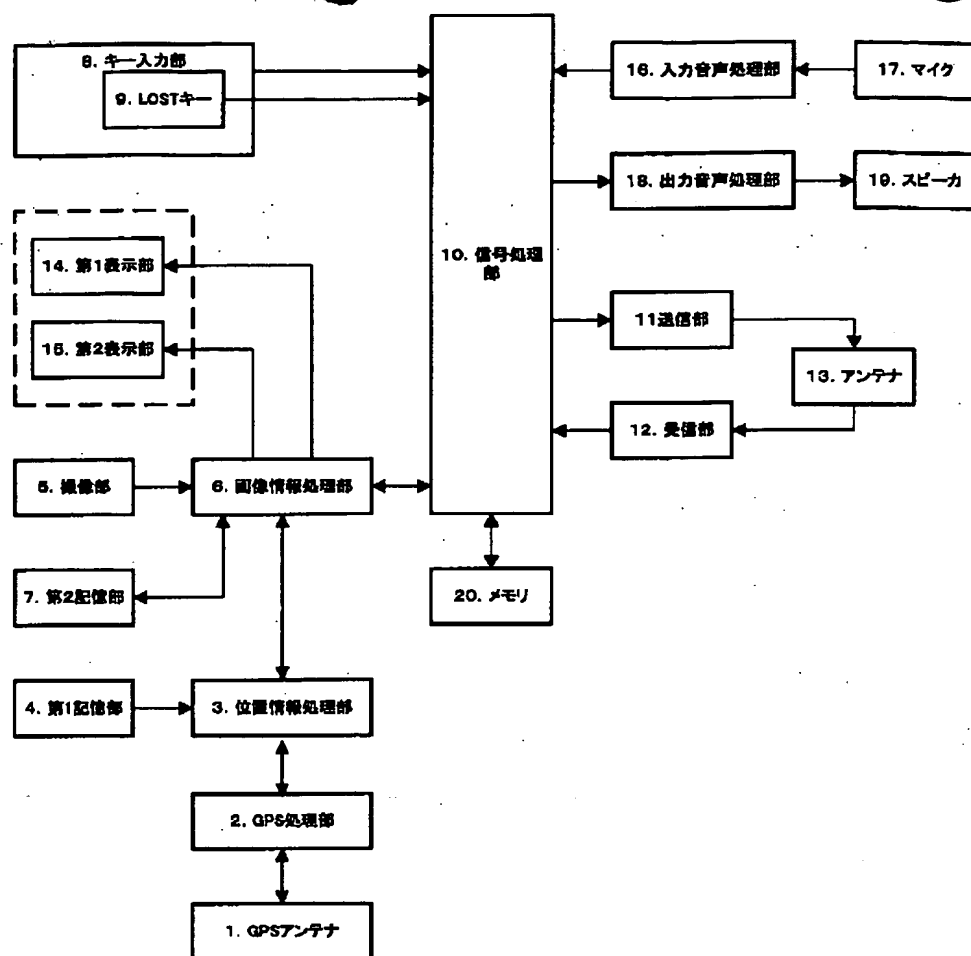 8. キー入力部
9. LOSTキー
16. 入力音声処理部
17. マイク
18. 出力音声処理部
19. スピーカ
10. 信号処理
部
14. 第1表示部
15. 第2表示部
11送信部
13. アンテナ
12. 受信部
5. 撮像部
6. 画像情報処理部
7. 第2記憶部
20. メモリ
4. 第1記憶部
3. 位置情報処理部
2. GPS処理部
1. GPSアンテナ